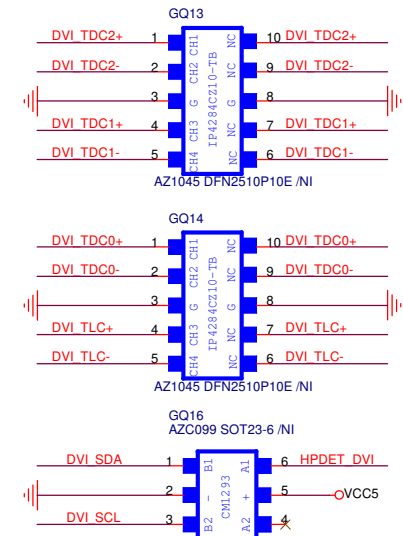 GQ13
DVI_TDC2+ 1 CH1 NC 10 DVI_TDC2+
DVI_TDC2- 2 CH2 NC 9 DVI_TDC2-
3 G G 8
DVI_TDC1+ 4 CH3 NC 7 DVI_TDC1+
DVI_TDC1- 5 CH4 NC 6 DVI_TDC1-
IP4284CZ10-TB
AZ1045 DFN2510P10E /NI
GQ14
DVI_TDC0+ 1 CH1 NC 10 DVI_TDC0+
DVI_TDC0- 2 CH2 NC 9 DVI_TDC0-
3 G G 8
DVI_TLC+ 4 CH3 NC 7 DVI_TLC+
DVI_TLC- 5 CH4 NC 6 DVI_TLC-
IP4284CZ10-TB
AZ1045 DFN2510P10E /NI
GQ16
AZC099 SOT23-6 /NI
DVI_SDA 1 B1 A1 6 HPDET_DVI
2 - + 5 VCC5
DVI_SCL 3 B2 A2 4
CM1293